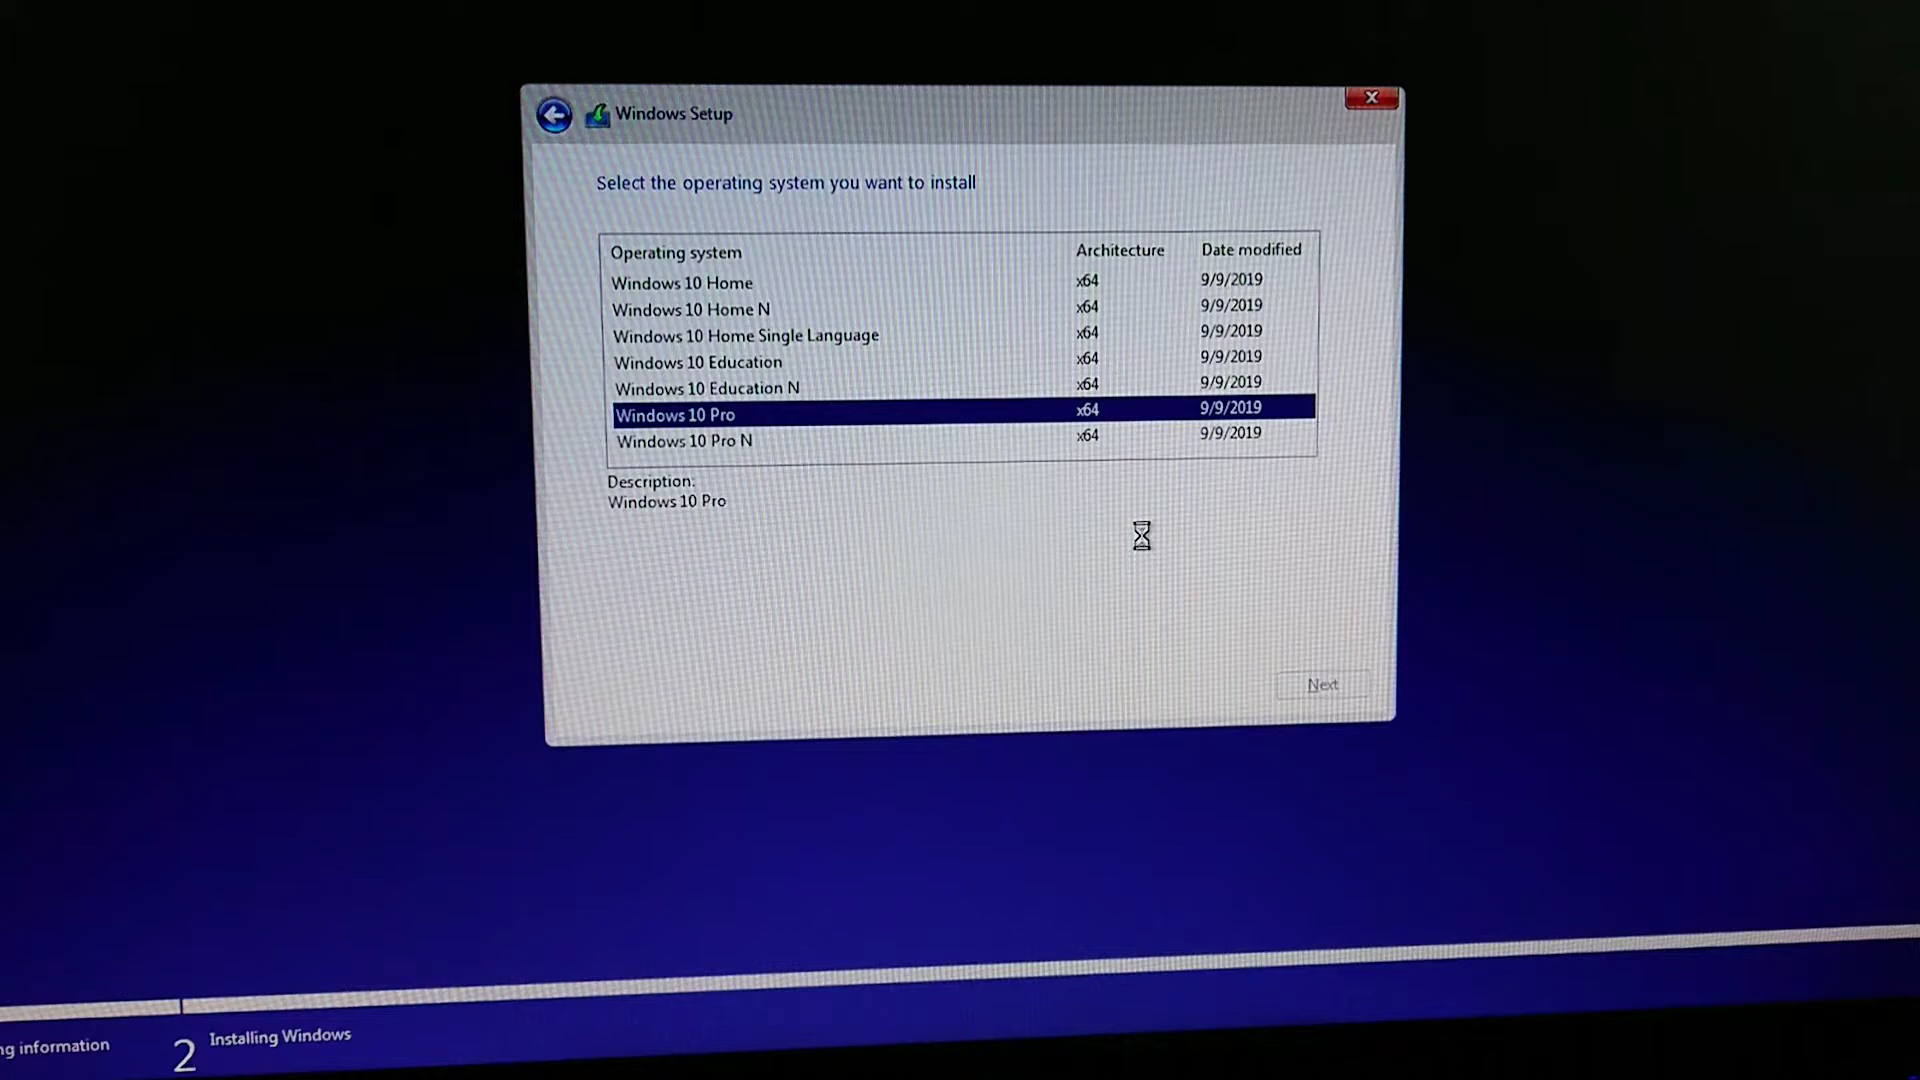 Windows Setup
Select the operating system you want to install
Operating system Architecture Date modified
Windows 10 Home x64 9/9/2019
Windows 10 Home N x64 9/9/2019
Windows 10 Home Single Language x64 9/9/2019
Windows 10 Education x64 9/9/2019
Windows 10 Education N x64 9/9/2019
Windows 10 Pro x64 9/9/2019
Windows 10 Pro N x64 9/9/2019
Description:
Windows 10 Pro
Next
ng information 2 Installing Windows